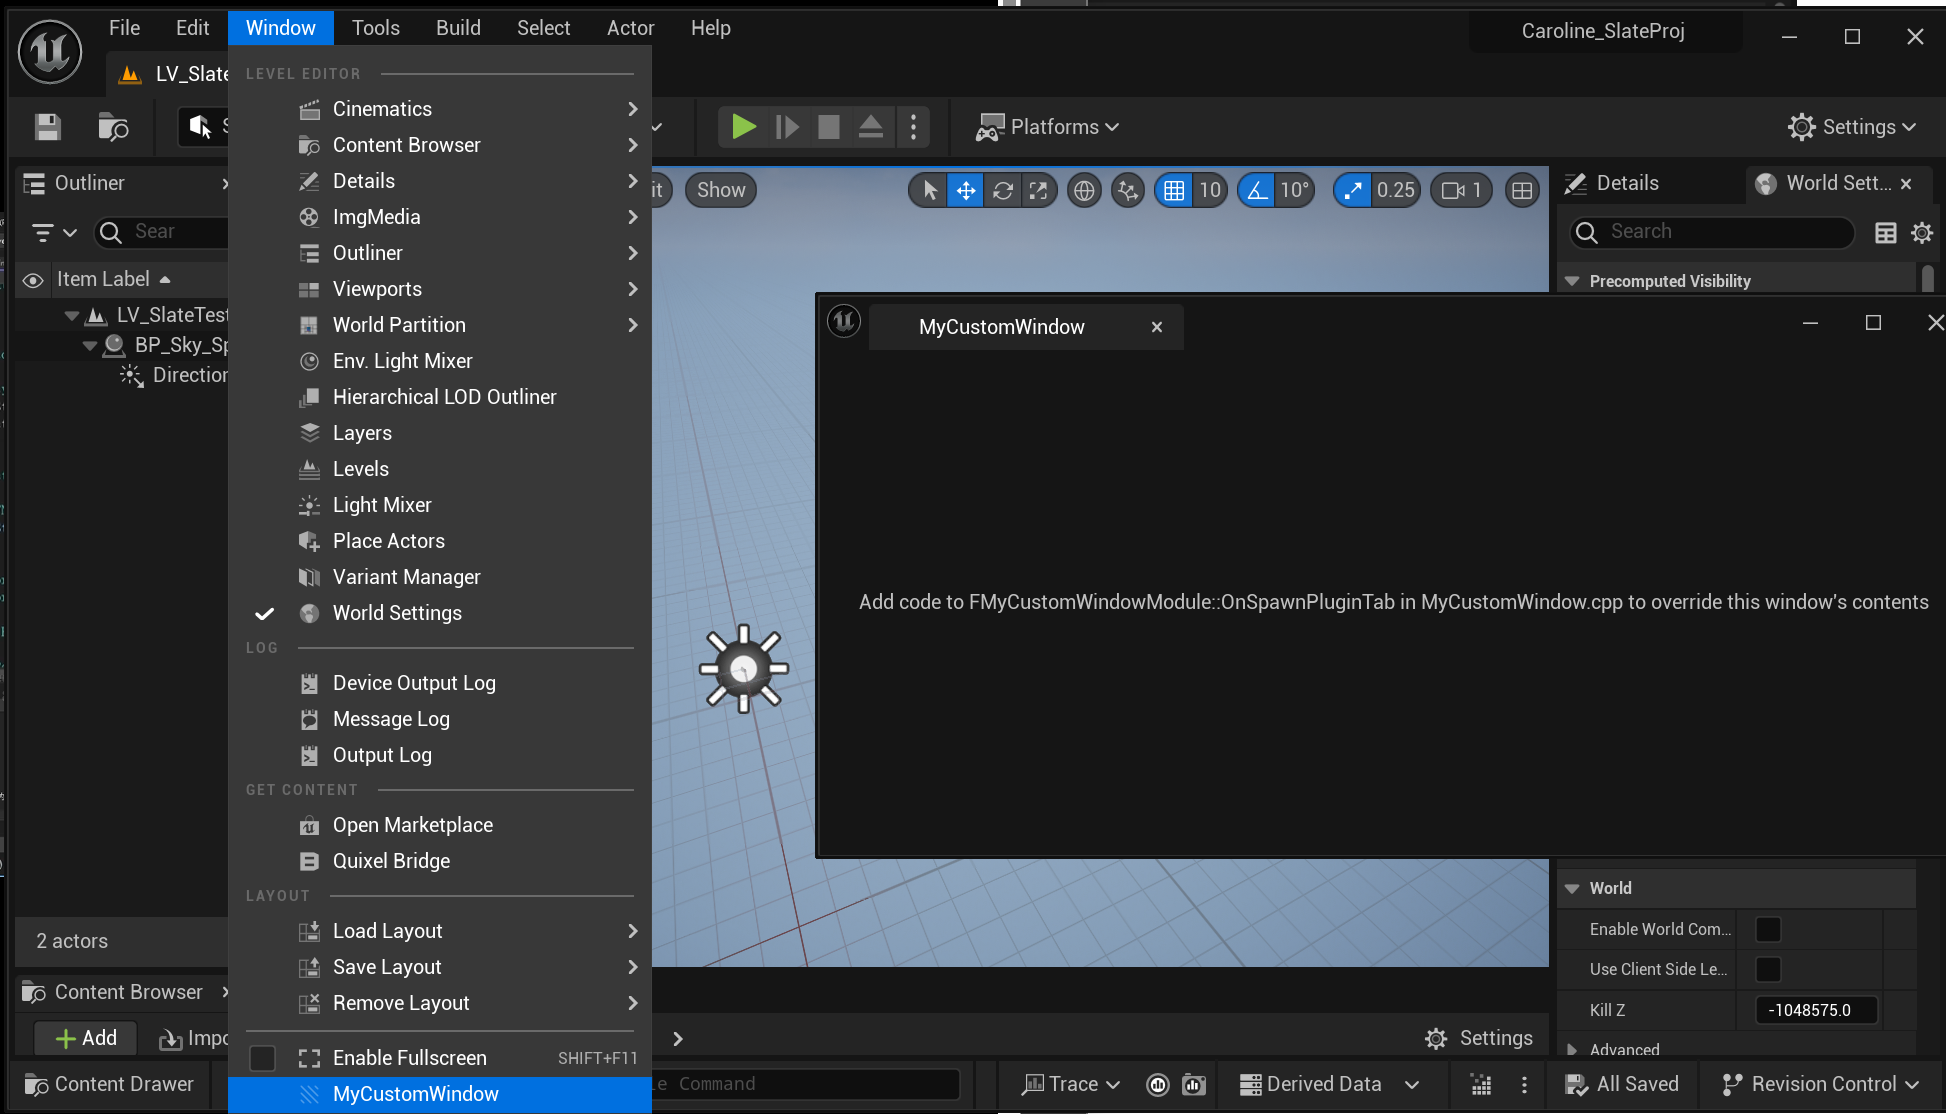 File Edit Window Tools Build Select Actor Help
Caroline_SlateProj
LV_Slate
Platforms
Settings
Outliner
Sear
Item Label
LV_SlateTest
BP_Sky_Sp
Direction
2 actors
Content Browser
Add
Impo
Content Drawer
LEVEL EDITOR
Cinematics
Content Browser
Details
ImgMedia
Outliner
Viewports
World Partition
Env. Light Mixer
Hierarchical LOD Outliner
Layers
Levels
Light Mixer
Place Actors
Variant Manager
World Settings
LOG
Device Output Log
Message Log
Output Log
GET CONTENT
Open Marketplace
Quixel Bridge
LAYOUT
Load Layout
Save Layout
Remove Layout
Enable Fullscreen SHIFT+F11
MyCustomWindow
it
Show
10 10° 0.25 1
MyCustomWindow
Add code to FMyCustomWindowModule::OnSpawnPluginTab in MyCustomWindow.cpp to override this window's contents
Details
World Sett...
Search
Precomputed Visibility
World
Enable World Com...
Use Client Side Le...
Kill Z -1048575.0
Advanced
Settings
le Command
Trace
Derived Data
All Saved
Revision Control